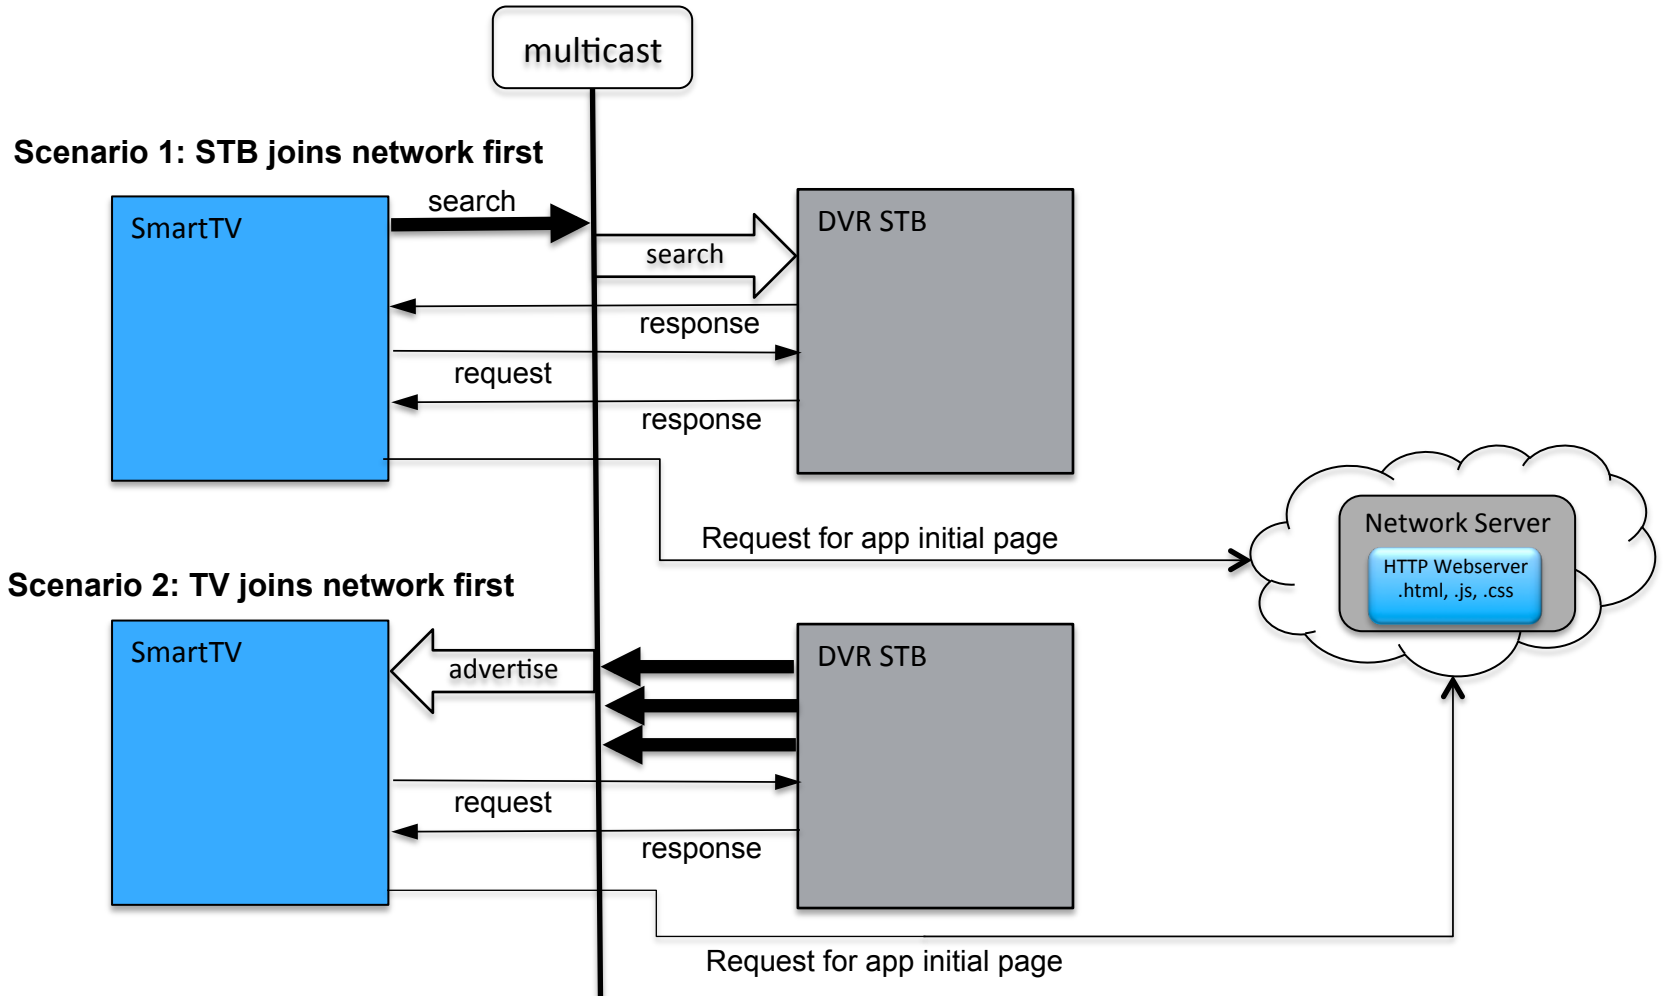 multicast
Scenario 1: STB joins network first
SmartTV
search
search
DVR STB
response
request
response
Request for app initial page
Network Server
HTTP Webserver
.html, .js, .css
Scenario 2: TV joins network first
SmartTV
advertise
DVR STB
request
response
Request for app initial page